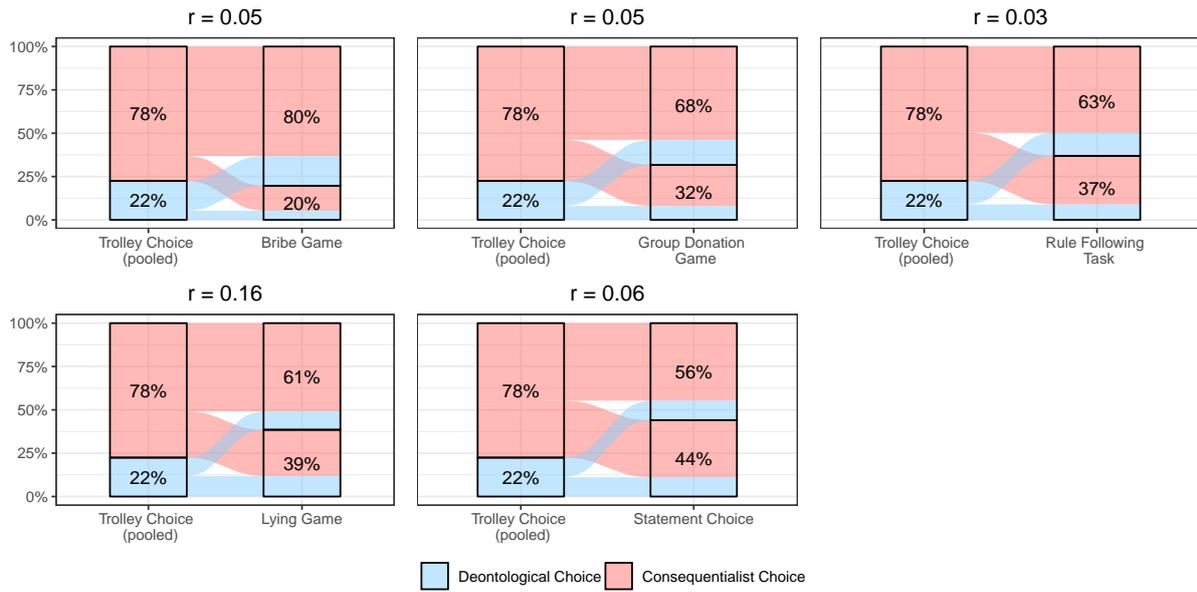 r = 0.05
r = 0.05
r = 0.03
100%
75%
50%
25%
0%
78%
22%
80%
20%
78%
22%
68%
32%
78%
22%
63%
37%
Trolley Choice
(pooled)
Bribe Game
Trolley Choice
(pooled)
Group Donation
Game
Trolley Choice
(pooled)
Rule Following
Task
r = 0.16
r = 0.06
100%
75%
50%
25%
0%
78%
22%
61%
39%
78%
22%
56%
44%
Trolley Choice
(pooled)
Lying Game
Trolley Choice
(pooled)
Statement Choice
Deontological Choice
Consequentialist Choice